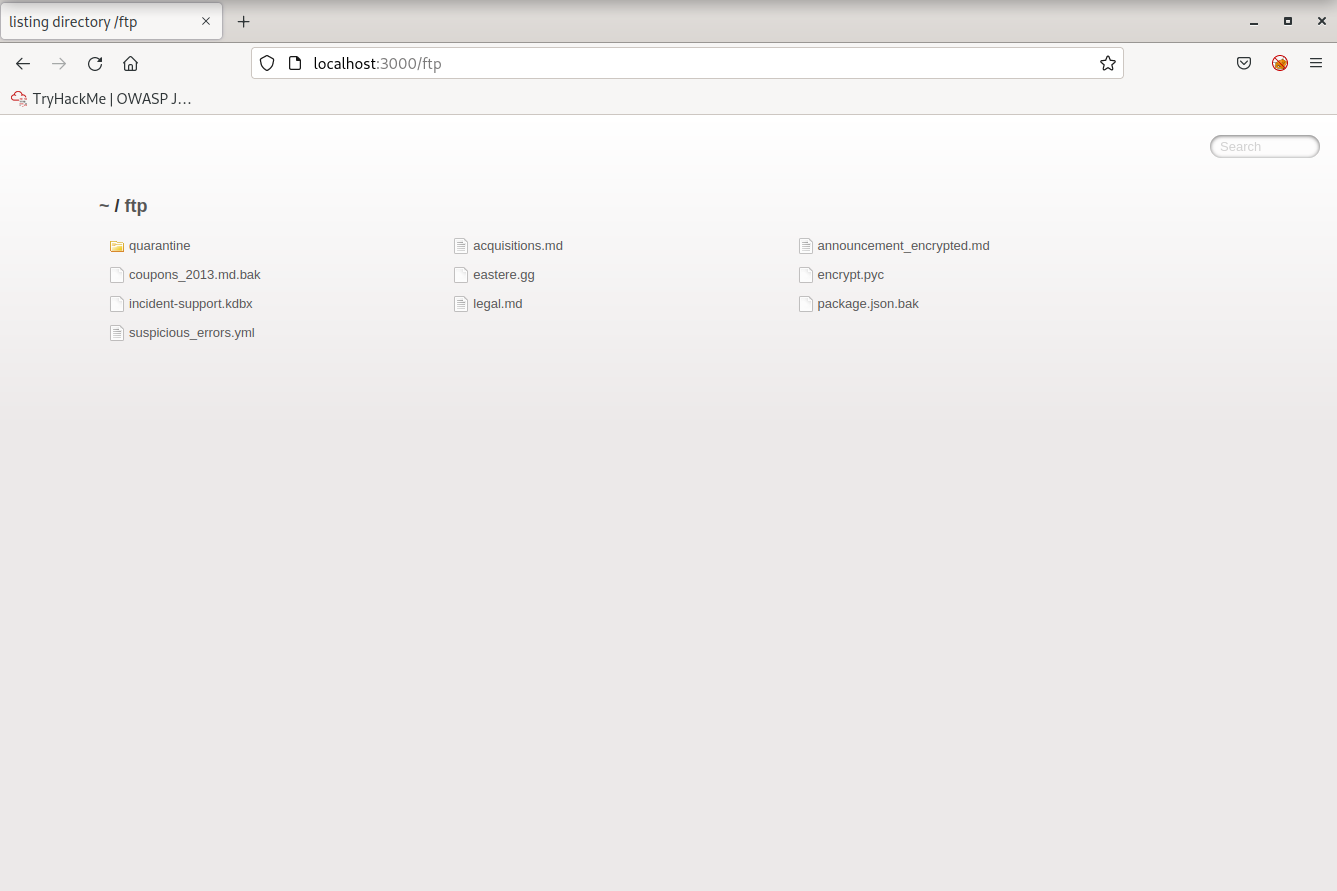 listing directory /ftp
localhost:3000/ftp
TryHackMe | OWASP J…
Search
~ / ftp
quarantine acquisitions.md announcement_encrypted.md
coupons_2013.md.bak eastere.gg encrypt.pyc
incident-support.kdbx legal.md package.json.bak
suspicious_errors.yml